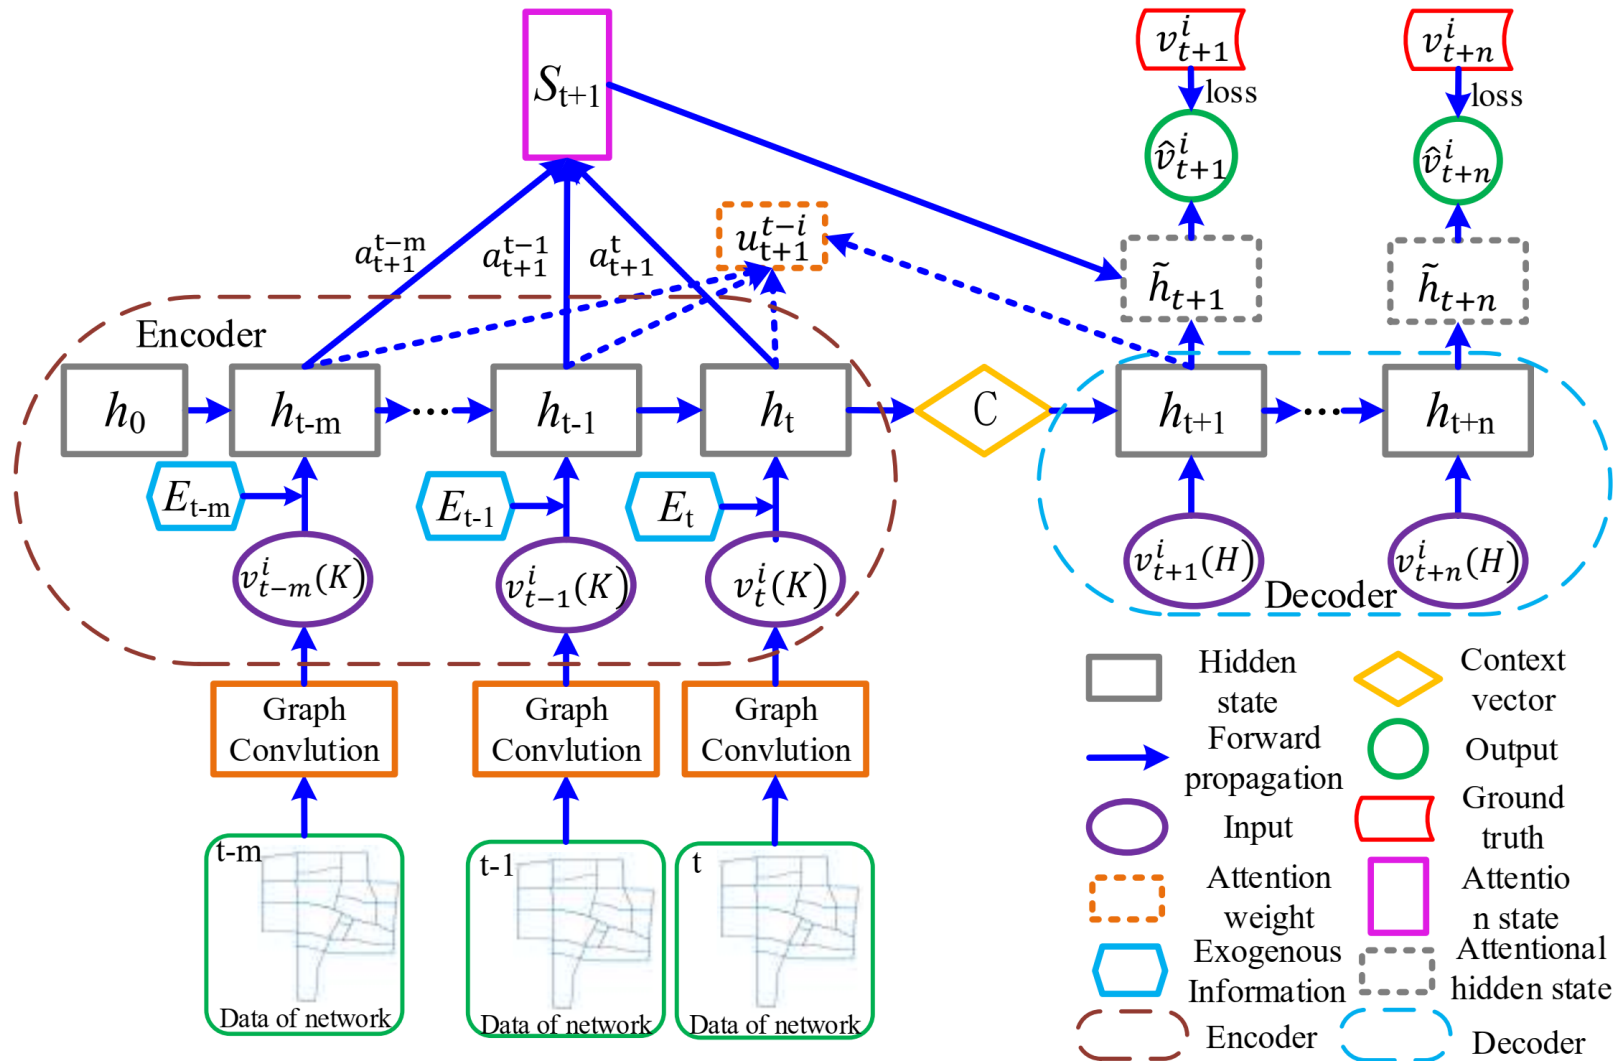 S_{t+1}
v^i_{t+1}
v^i_{t+n}
loss
loss
v̂^i_{t+1}
v̂^i_{t+n}
a^{t-m}_{t+1}
a^{t-1}_{t+1}
a^t_{t+1}
u^{t-i}_{t+1}
h̃_{t+1}
h̃_{t+n}
Encoder
h_0
h_{t-m}
...
h_{t-1}
h_t
C
h_{t+1}
...
h_{t+n}
E_{t-m}
E_{t-1}
E_t
v^i_{t-m}(K)
v^i_{t-1}(K)
v^i_t(K)
v^i_{t+1}(H)
v^i_{t+n}(H)
Decoder
Graph
Convlution
Graph
Convlution
Graph
Convlution
t-m
Data of network
t-1
Data of network
t
Data of network
Hidden
state
Context
vector
Forward
propagation
Output
Input
Ground
truth
Attention
weight
Attentio
n state
Exogenous
Information
Attentional
hidden state
Encoder
Decoder